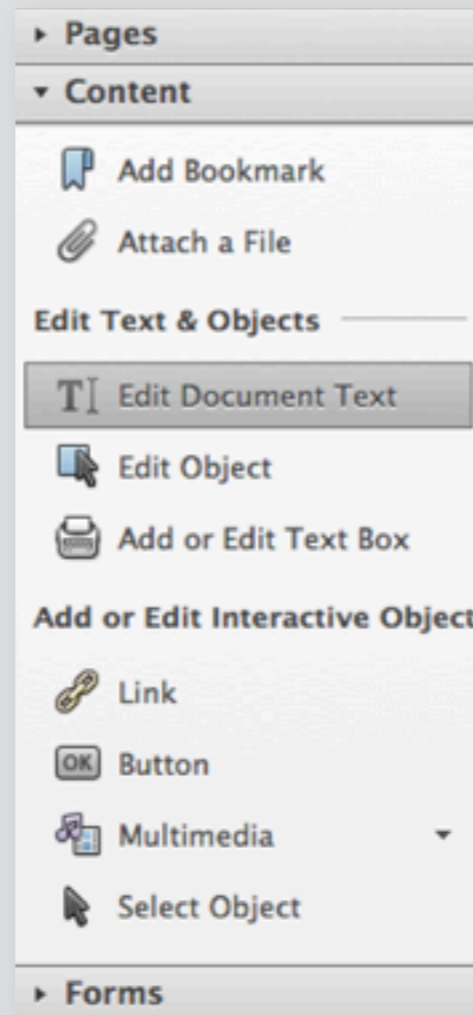 Pages
Content
Add Bookmark
Attach a File
Edit Text & Objects
T Edit Document Text
Edit Object
Add or Edit Text Box
Add or Edit Interactive Object
Link
OK Button
Multimedia
Select Object
Forms